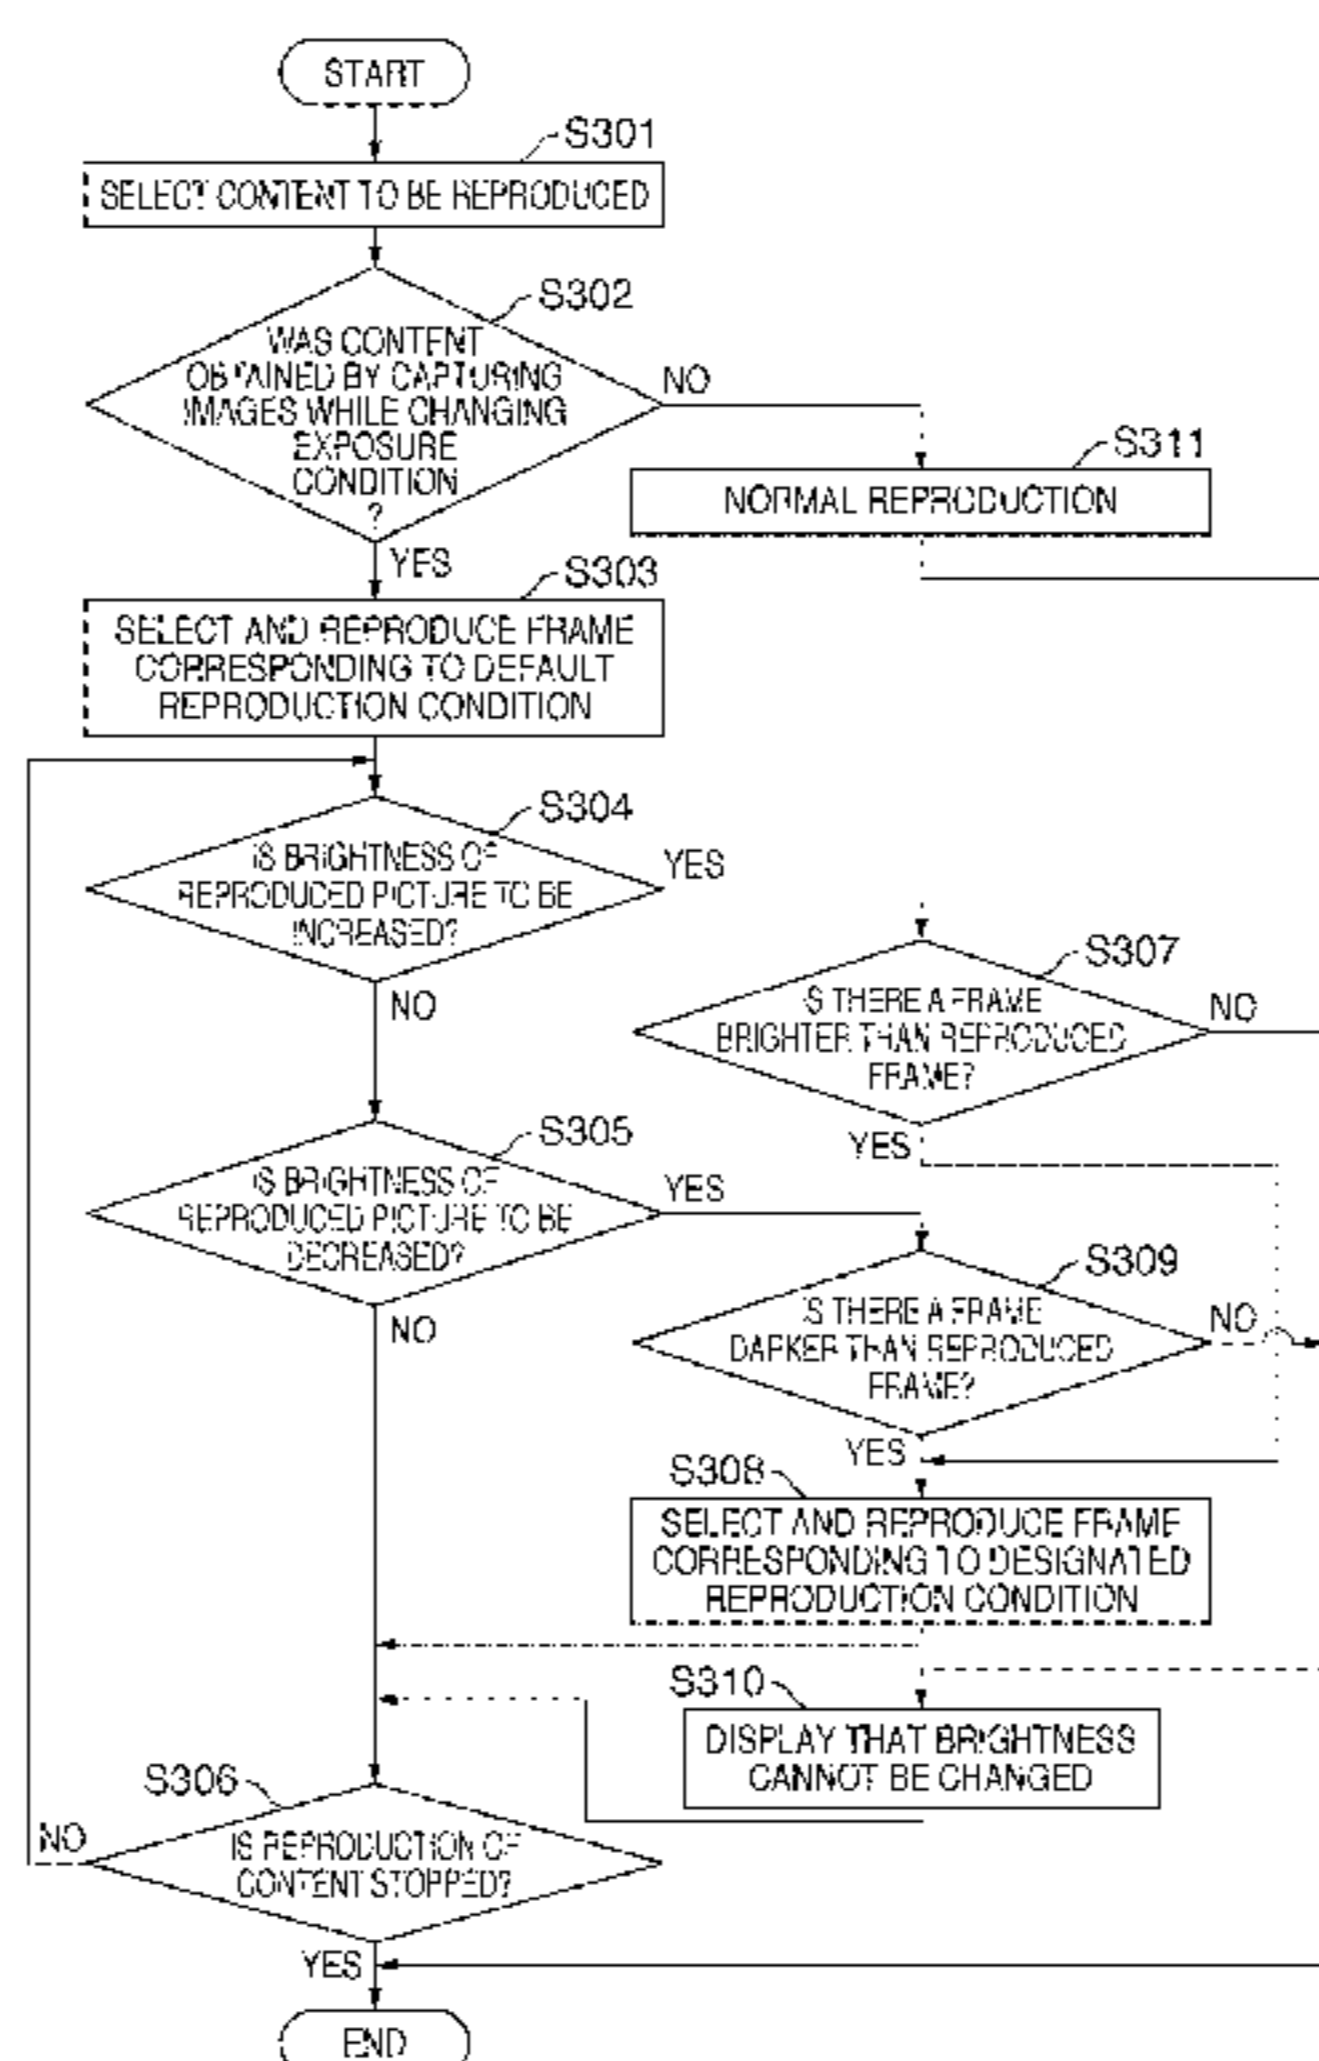 START
S301
SELECT CONTENT TO BE REPRODUCED
S302
WAS CONTENT
OBTAINED BY CAPTURING
IMAGES WHILE CHANGING
EXPOSURE
CONDITION
?
NO
YES
S311
NORMAL REPRODUCTION
S303
SELECT AND REPRODUCE FRAME
CORRESPONDING TO DEFAULT
REPRODUCTION CONDITION
S304
IS BRIGHTNESS OF
REPRODUCED PICTURE TO BE
INCREASED?
YES
NO
S307
IS THERE A FRAME
BRIGHTER THAN REPRODUCED
FRAME?
NO
YES
S305
IS BRIGHTNESS OF
REPRODUCED PICTURE TO BE
DECREASED?
YES
NO
S309
IS THERE A FRAME
DARKER THAN REPRODUCED
FRAME?
NO
YES
S308
SELECT AND REPRODUCE FRAME
CORRESPONDING TO DESIGNATED
REPRODUCTION CONDITION
S310
DISPLAY THAT BRIGHTNESS
CANNOT BE CHANGED
S306
IS REPRODUCTION OF
CONTENT STOPPED?
NO
YES
END